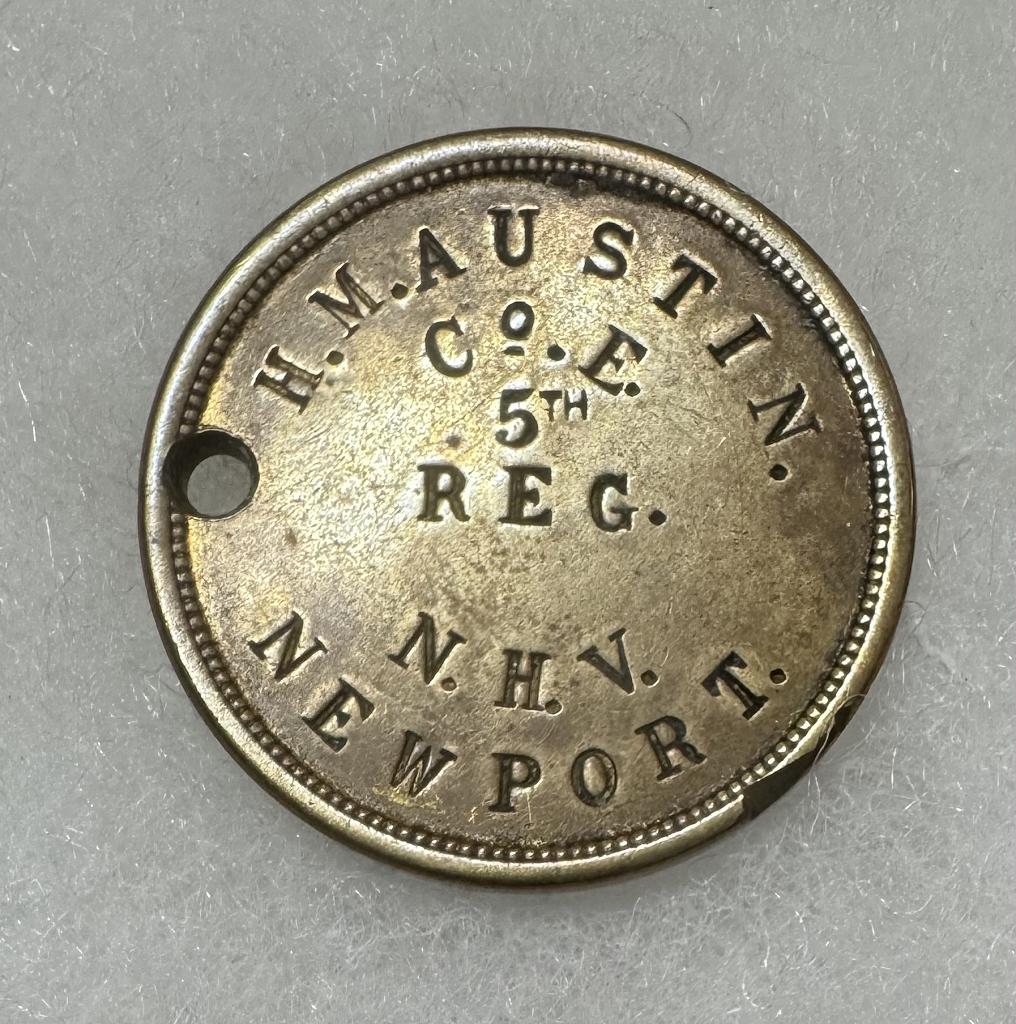 H.M.AUSTIN.
Co.E.
5TH
REG.
N.H.V.
NEWPORT.